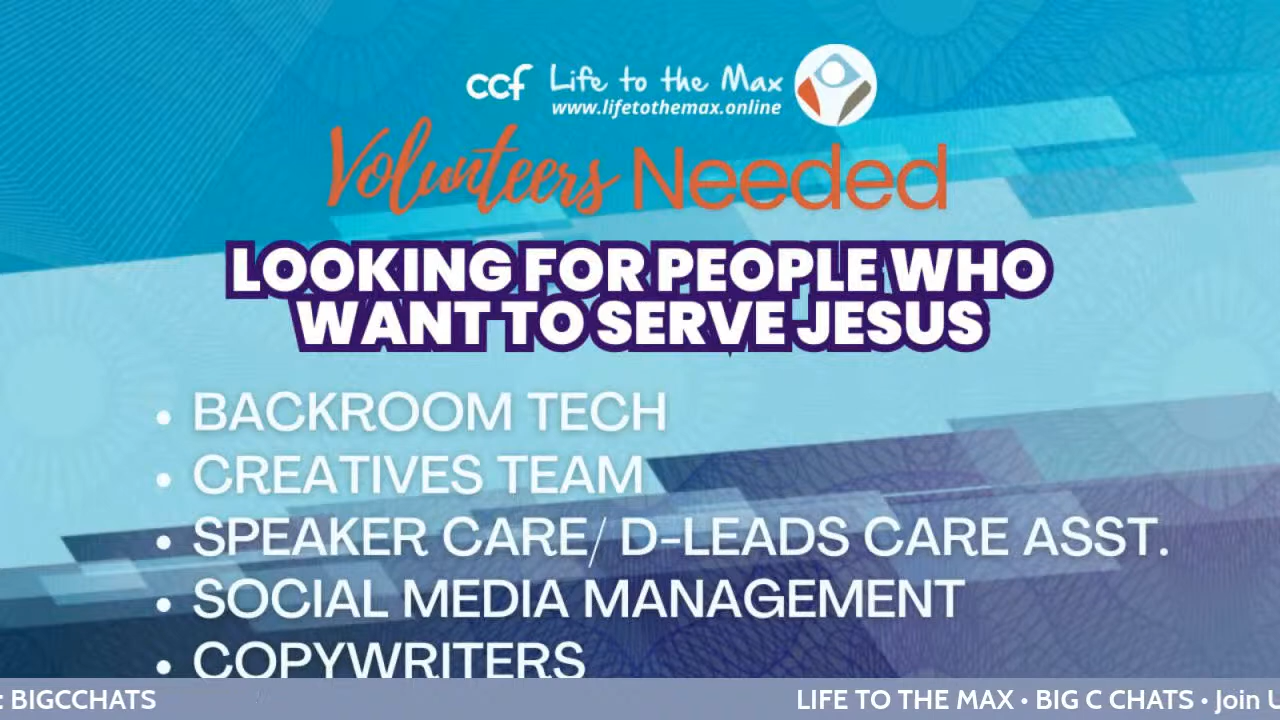 ccf Life to the Max
www.lifetothemax.online
Volunteers Needed
LOOKING FOR PEOPLE WHO
WANT TO SERVE JESUS
• BACKROOM TECH
• CREATIVES TEAM
• SPEAKER CARE/ D-LEADS CARE ASST.
• SOCIAL MEDIA MANAGEMENT
• COPYWRITERS
: BIGCCHATS LIFE TO THE MAX • BIG C CHATS • Join U